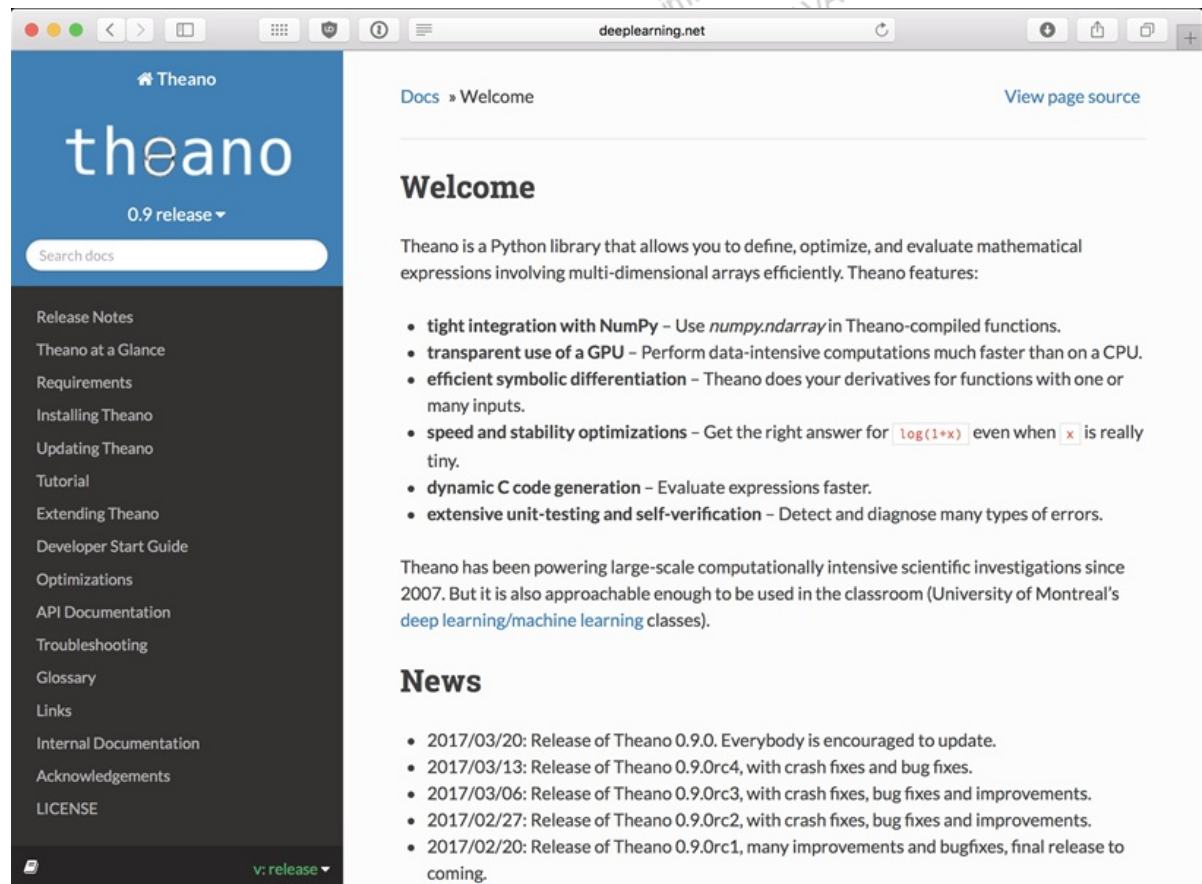 deeplearning.net
Theano
theano
0.9 release
Search docs
Release Notes
Theano at a Glance
Requirements
Installing Theano
Updating Theano
Tutorial
Extending Theano
Developer Start Guide
Optimizations
API Documentation
Troubleshooting
Glossary
Links
Internal Documentation
Acknowledgements
LICENSE
v: release
Docs » Welcome
View page source
Welcome
Theano is a Python library that allows you to define, optimize, and evaluate mathematical
expressions involving multi-dimensional arrays efficiently. Theano features:
• tight integration with NumPy – Use numpy.ndarray in Theano-compiled functions.
• transparent use of a GPU – Perform data-intensive computations much faster than on a CPU.
• efficient symbolic differentiation – Theano does your derivatives for functions with one or
many inputs.
• speed and stability optimizations – Get the right answer for log(1+x) even when x is really
tiny.
• dynamic C code generation – Evaluate expressions faster.
• extensive unit-testing and self-verification – Detect and diagnose many types of errors.
Theano has been powering large-scale computationally intensive scientific investigations since
2007. But it is also approachable enough to be used in the classroom (University of Montreal’s
deep learning/machine learning classes).
News
• 2017/03/20: Release of Theano 0.9.0. Everybody is encouraged to update.
• 2017/03/13: Release of Theano 0.9.0rc4, with crash fixes and bug fixes.
• 2017/03/06: Release of Theano 0.9.0rc3, with crash fixes, bug fixes and improvements.
• 2017/02/27: Release of Theano 0.9.0rc2, with crash fixes, bug fixes and improvements.
• 2017/02/20: Release of Theano 0.9.0rc1, many improvements and bugfixes, final release to
coming.